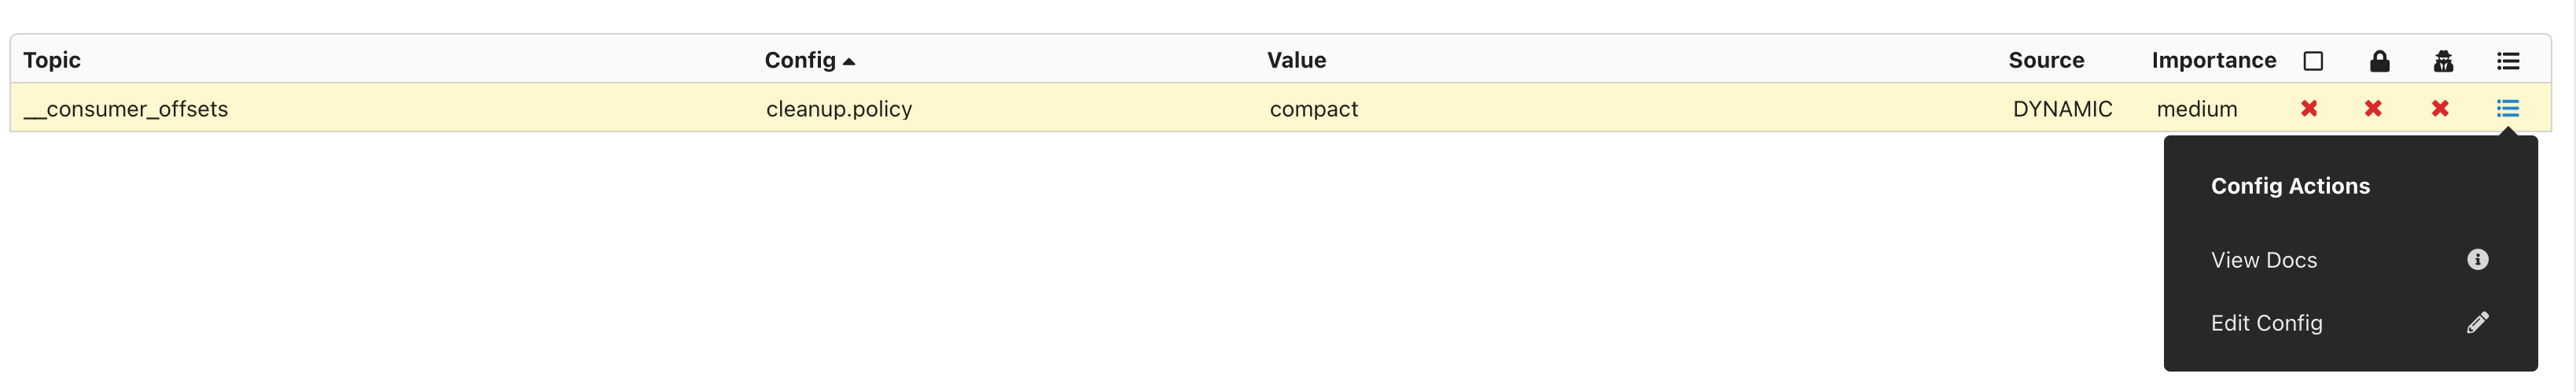 Topic Config Value Source Importance
__consumer_offsets cleanup.policy compact DYNAMIC medium
Config Actions
View Docs
Edit Config